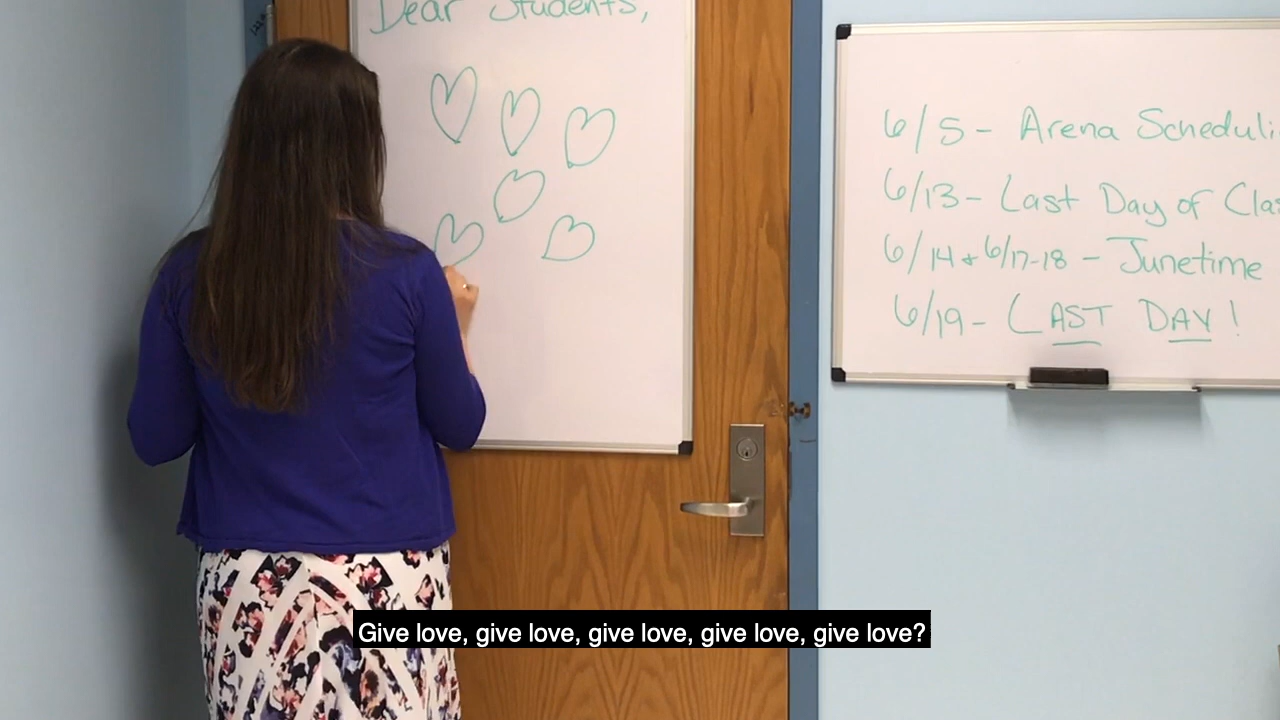 Dear Students,
6/5 - Arena Scheduli
6/13 - Last Day of Clas
6/14 + 6/17-18 - Junetime
6/19 - LAST DAY!
Give love, give love, give love, give love, give love?